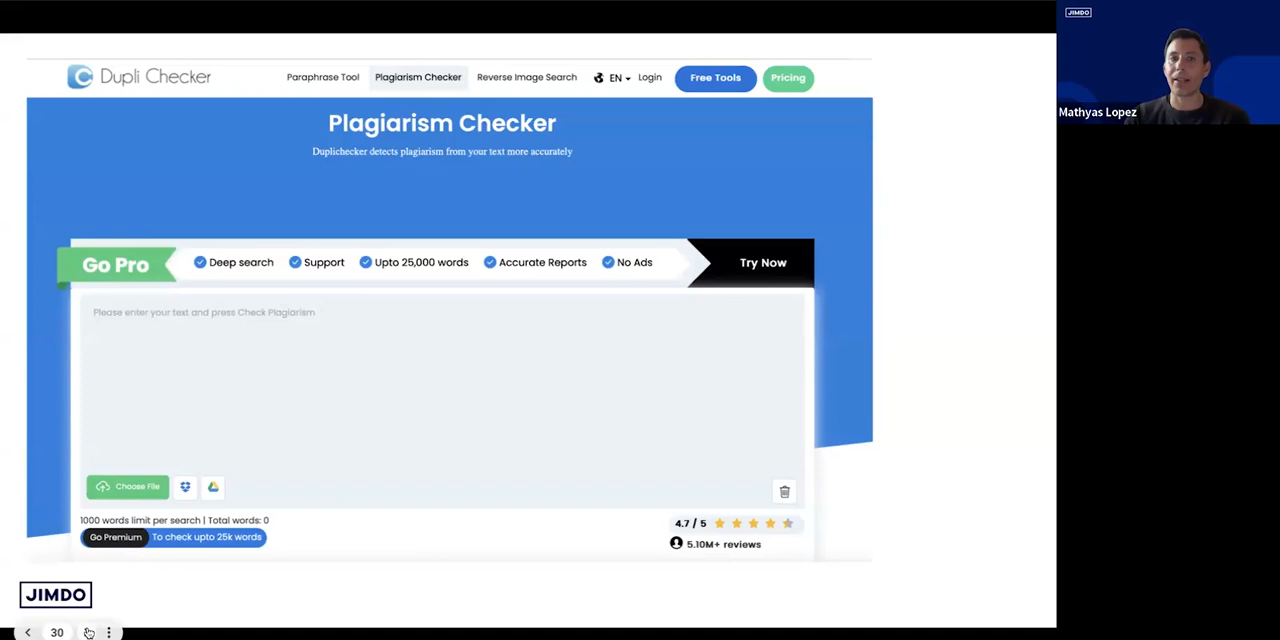 JIMDO
Mathyas Lopez
Dupli Checker
Paraphrase Tool Plagiarism Checker Reverse Image Search EN Login Free Tools Pricing
Plagiarism Checker
Duplichecker detects plagiarism from your text more accurately
Go Pro Deep search Support Upto 25,000 words Accurate Reports No Ads Try Now
Please enter your text and press Check Plagiarism
Choose File
1000 words limit per search | Total words: 0
Go Premium To check upto 25k words
4.7 / 5
5.10M+ reviews
JIMDO
30